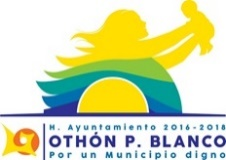 H. Ayuntamiento 2016-2018
OTHÓN P. BLANCO
Por un Municipio digno